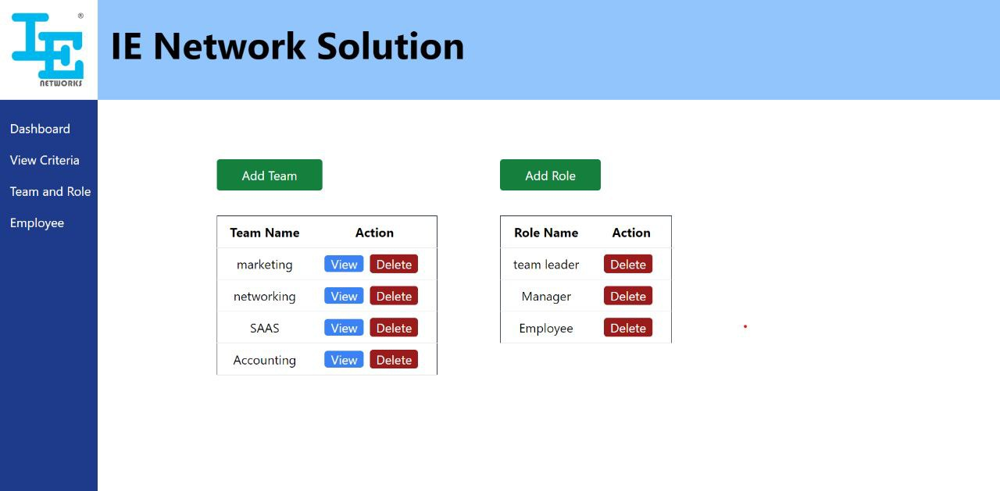 IE ®
NETWORKS
IE Network Solution
Dashboard
View Criteria
Team and Role
Employee
Add Team
Team Name Action
marketing View Delete
networking View Delete
SAAS View Delete
Accounting View Delete
Add Role
Role Name Action
team leader Delete
Manager Delete
Employee Delete